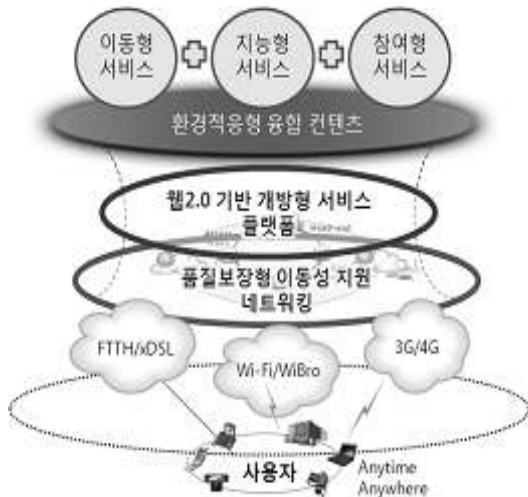 이동형
서비스
지능형
서비스
참여형
서비스
환경적응형 융합 컨텐츠
웹2.0 기반 개방형 서비스
플랫폼
품질보장형 이동성 지원
네트워킹
FTTH/xDSL
Wi-Fi/WiBro
3G/4G
사용자
Anytime
Anywhere